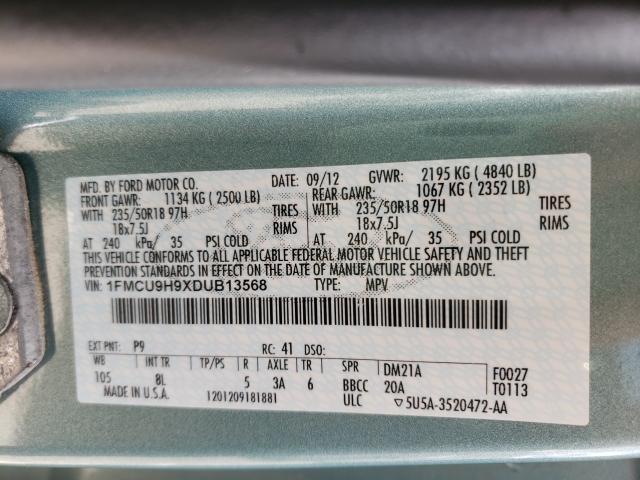 MFD. BY FORD MOTOR CO. DATE: 09/12 GVWR: 2195 KG ( 4840 LB)
FRONT GAWR: 1134 KG ( 2500 LB) REAR GAWR: 1067 KG ( 2352 LB)
WITH 235/50R18 97H TIRES WITH 235/50R18 97H TIRES
18x7.5J RIMS 18x7.5J RIMS
AT 240 kPa/ 35 PSI COLD AT 240 kPa/ 35 PSI COLD
THIS VEHICLE CONFORMS TO ALL APPLICABLE FEDERAL MOTOR VEHICLE SAFETY AND THEFT
PREVENTION STANDARDS IN EFFECT ON THE DATE OF MANUFACTURE SHOWN ABOVE.
VIN: 1FMCU9H9XDUB13568 TYPE: MPV
EXT PNT: P9 RC: 41 DSO:
WB INT TR TP/PS R AXLE TR SPR DM21A F0027
105 8L 5 3A 6 BBCC 20A T0113
MADE IN U.S.A. 1201209181881 ULC 5U5A-3520472-AA